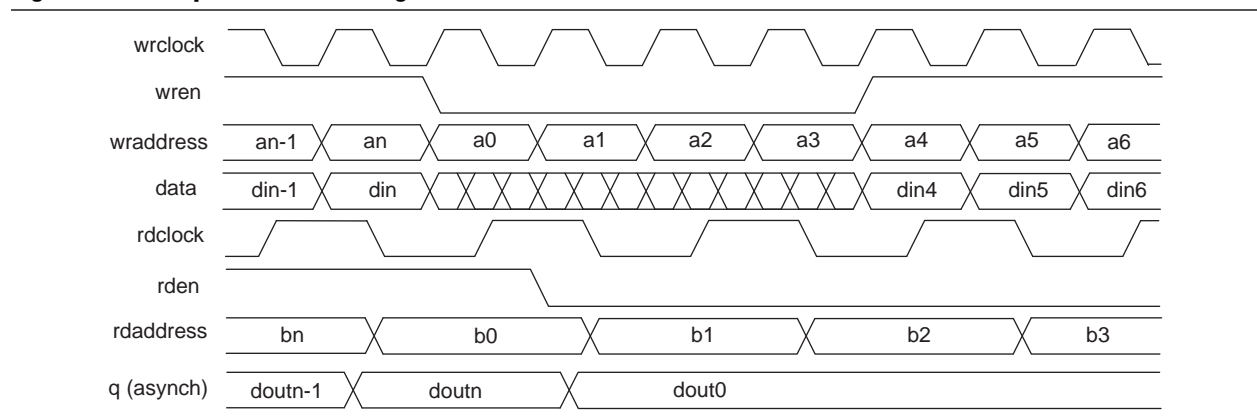 wrclock
wren
wraddress an-1 an a0 a1 a2 a3 a4 a5 a6
data din-1 din din4 din5 din6
rdclock
rden
rdaddress bn b0 b1 b2 b3
q (asynch) doutn-1 doutn dout0